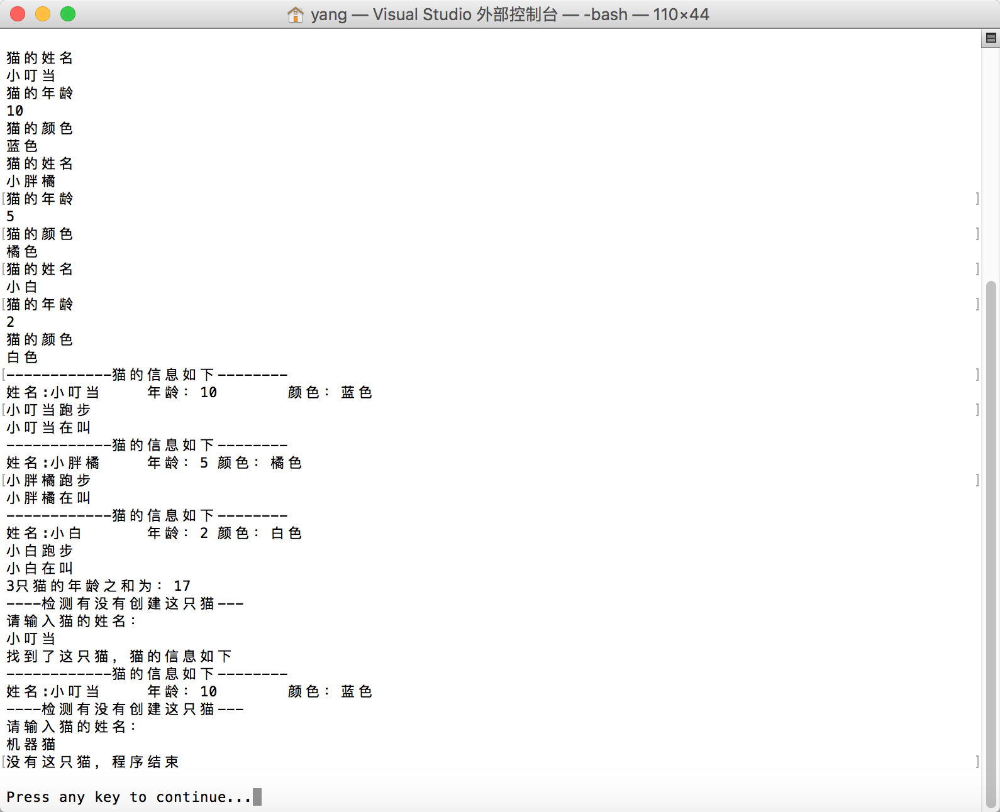 yang — Visual Studio 外部控制台 — -bash — 110×44
猫的姓名
小叮当
猫的年龄
10
猫的颜色
蓝色
猫的姓名
小胖橘
[猫的年龄 ]
5
[猫的颜色 ]
橘色
[猫的姓名 ]
小白
[猫的年龄 ]
2
猫的颜色
白色
[------------猫的信息如下-------- ]
姓名:小叮当 年龄：10 颜色：蓝色
[小叮当跑步 ]
小叮当在叫
------------猫的信息如下--------
姓名:小胖橘 年龄：5 颜色：橘色
[小胖橘跑步 ]
小胖橘在叫
------------猫的信息如下--------
姓名:小白 年龄：2 颜色：白色
小白跑步
小白在叫
3只猫的年龄之和为：17
----检测有没有创建这只猫---
请输入猫的姓名：
小叮当
找到了这只猫，猫的信息如下
------------猫的信息如下--------
姓名:小叮当 年龄：10 颜色：蓝色
----检测有没有创建这只猫---
请输入猫的姓名：
机器猫
[没有这只猫，程序结束 ]
Press any key to continue...